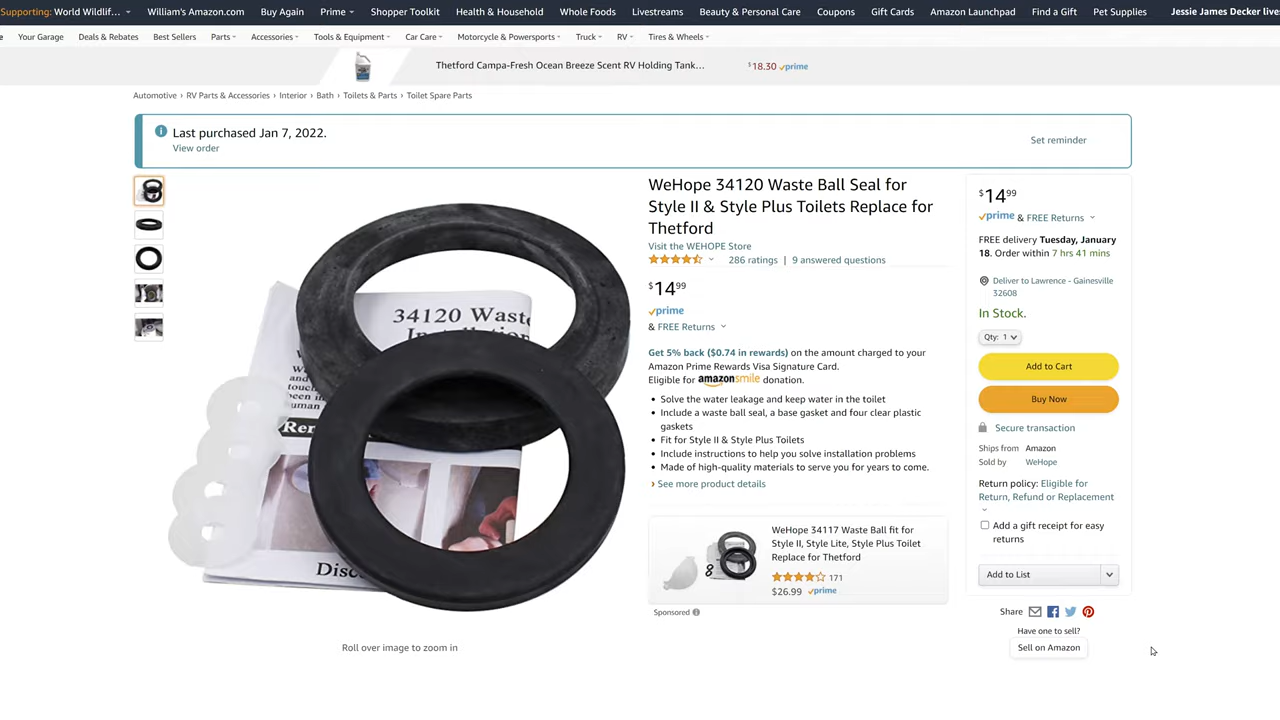 Supporting: World Wildlif...
William's Amazon.com Buy Again Prime Shopper Toolkit Health & Household Whole Foods Livestreams Beauty & Personal Care Coupons Gift Cards Amazon Launchpad Find a Gift Pet Supplies Jessie James Decker live
Your Garage Deals & Rebates Best Sellers Parts Accessories Tools & Equipment Car Care Motorcycle & Powersports Truck RV Tires & Wheels
Thetford Campa-Fresh Ocean Breeze Scent RV Holding Tank... $18.30 prime
Automotive › RV Parts & Accessories › Interior › Bath › Toilets & Parts › Toilet Spare Parts
Last purchased Jan 7, 2022.
View order
Set reminder
34120 Waste
Installation
Disc
WeHope 34120 Waste Ball Seal for
Style II & Style Plus Toilets Replace for
Thetford
Visit the WEHOPE Store
286 ratings | 9 answered questions
$14 99
prime
& FREE Returns
Get 5% back ($0.74 in rewards) on the amount charged to your
Amazon Prime Rewards Visa Signature Card.
Eligible for amazonsmile donation.
• Solve the water leakage and keep water in the toilet
• Include a waste ball seal, a base gasket and four clear plastic
gaskets
• Fit for Style II & Style Plus Toilets
• Include instructions to help you solve installation problems
• Made of high-quality materials to serve you for years to come.
› See more product details
WeHope 34117 Waste Ball fit for
Style II, Style Lite, Style Plus Toilet
Replace for Thetford
171
$26.99 prime
Sponsored
Roll over image to zoom in
$14 99
prime & FREE Returns
FREE delivery Tuesday, January
18. Order within 7 hrs 41 mins
Deliver to Lawrence - Gainesville
32608
In Stock.
Qty: 1
Add to Cart
Buy Now
Secure transaction
Ships from Amazon
Sold by WeHope
Return policy: Eligible for
Return, Refund or Replacement
Add a gift receipt for easy
returns
Add to List
Share
Have one to sell?
Sell on Amazon